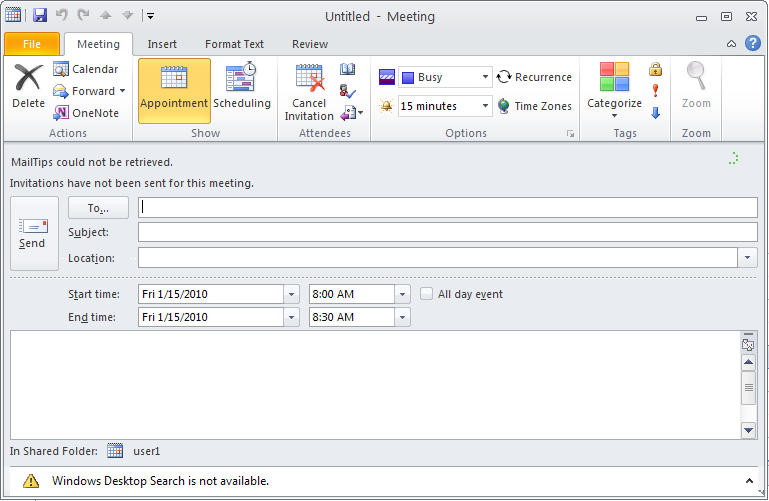 Untitled - Meeting
File Meeting Insert Format Text Review
Delete Calendar Forward OneNote Actions
Appointment Scheduling Show
Cancel Invitation Attendees
Busy Recurrence
15 minutes Time Zones
Options
Categorize Tags
Zoom Zoom
MailTips could not be retrieved.
Invitations have not been sent for this meeting.
Send
To...
Subject:
Location:
Start time: Fri 1/15/2010 8:00 AM All day event
End time: Fri 1/15/2010 8:30 AM
In Shared Folder: user1
Windows Desktop Search is not available.